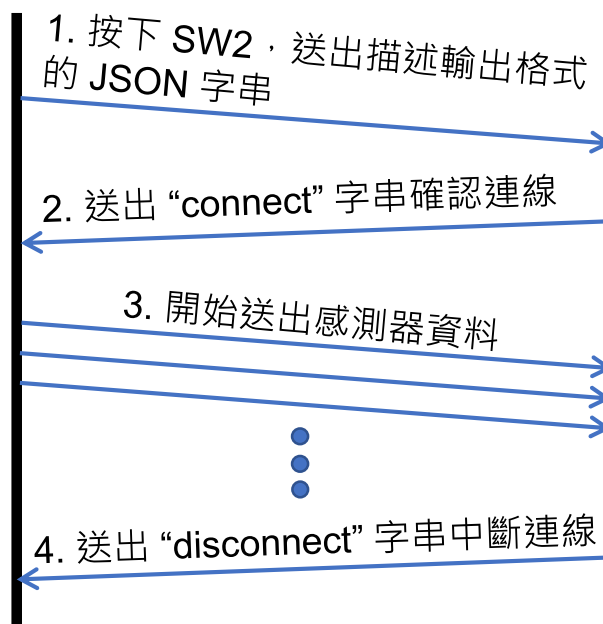 1. 按下 SW2，送出描述輸出格式
的 JSON 字串
2. 送出 “connect” 字串確認連線
3. 開始送出感測器資料
4. 送出 “disconnect” 字串中斷連線